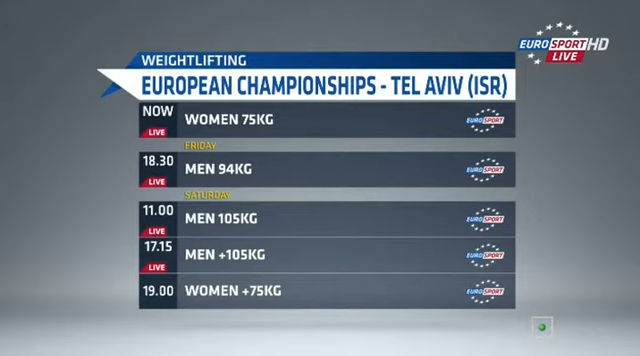 EUROSPORT HD
LIVE
WEIGHTLIFTING
EUROPEAN CHAMPIONSHIPS - TEL AVIV (ISR)
NOW LIVE WOMEN 75KG EUROSPORT
FRIDAY
18.30 LIVE MEN 94KG EUROSPORT
SATURDAY
11.00 LIVE MEN 105KG EUROSPORT
17.15 LIVE MEN +105KG EUROSPORT
19.00 WOMEN +75KG EUROSPORT